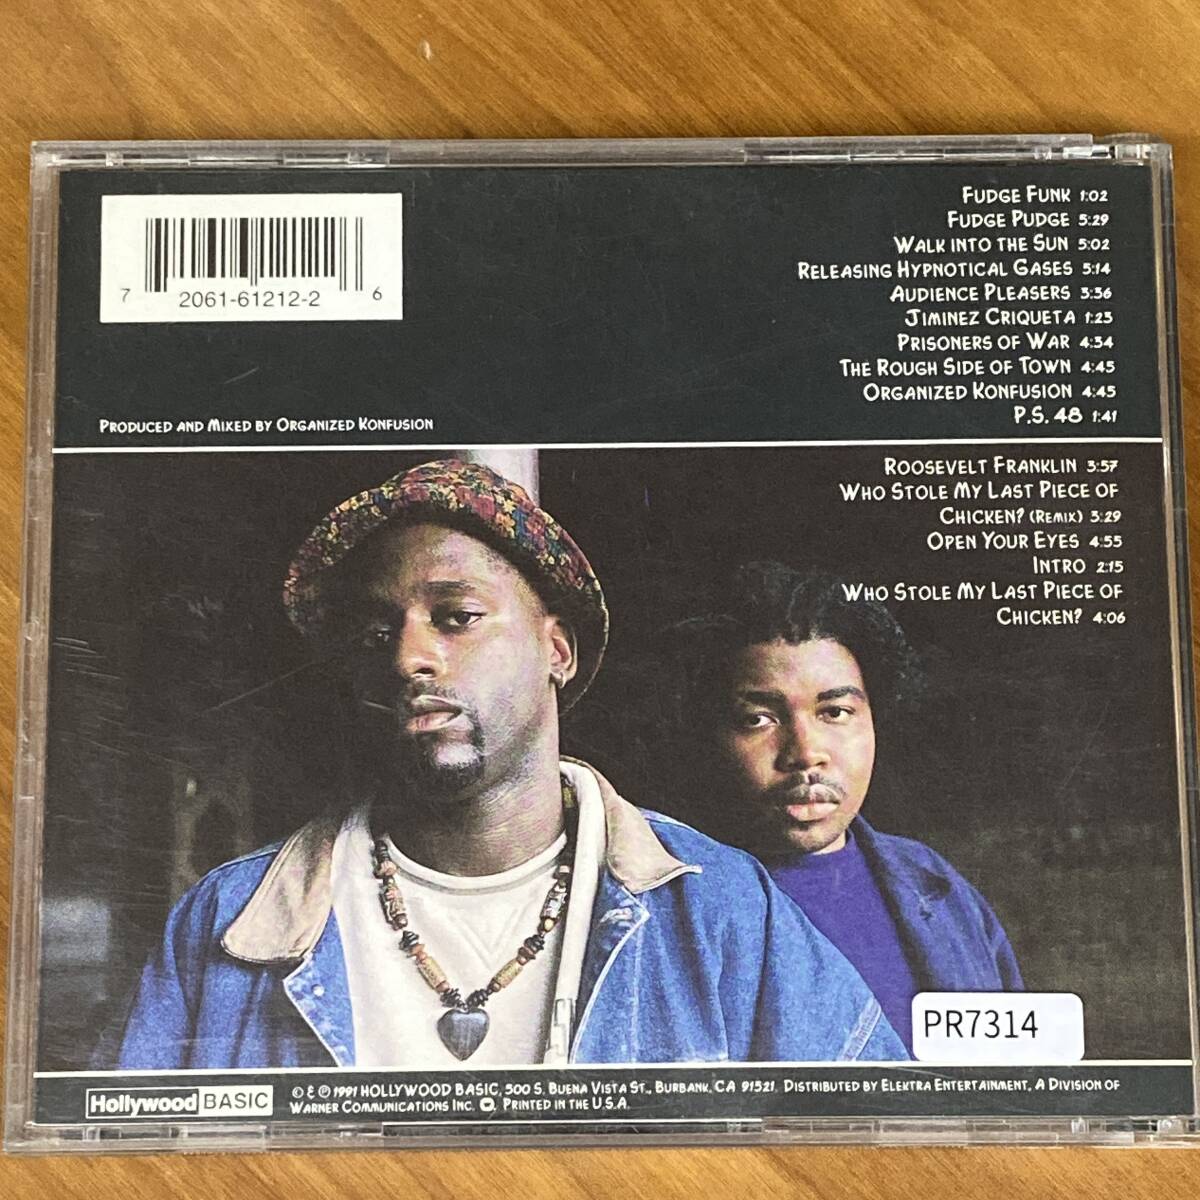 7 2061-61212-2 6
PRODUCED AND MIXED BY ORGANIZED KONFUSION
FUDGE FUNK 1:02
FUDGE PUDGE 5:29
WALK INTO THE SUN 5:02
RELEASING HYPNOTICAL GASES 5:14
AUDIENCE PLEASERS 3:36
JIMINEZ CRIQUETA 1:23
PRISONERS OF WAR 4:34
THE ROUGH SIDE OF TOWN 4:45
ORGANIZED KONFUSION 4:45
P.S. 48 1:41
ROOSEVELT FRANKLIN 3:57
WHO STOLE MY LAST PIECE OF
CHICKEN? (REMIX) 3:29
OPEN YOUR EYES 4:55
INTRO 2:15
WHO STOLE MY LAST PIECE OF
CHICKEN? 4:06
PR7314
Hollywood BASIC
© & ℗ 1991 HOLLYWOOD BASIC, 500 S. BUENA VISTA ST., BURBANK, CA 91521. DISTRIBUTED BY ELEKTRA ENTERTAINMENT, A DIVISION OF
WARNER COMMUNICATIONS INC. PRINTED IN THE U.S.A.